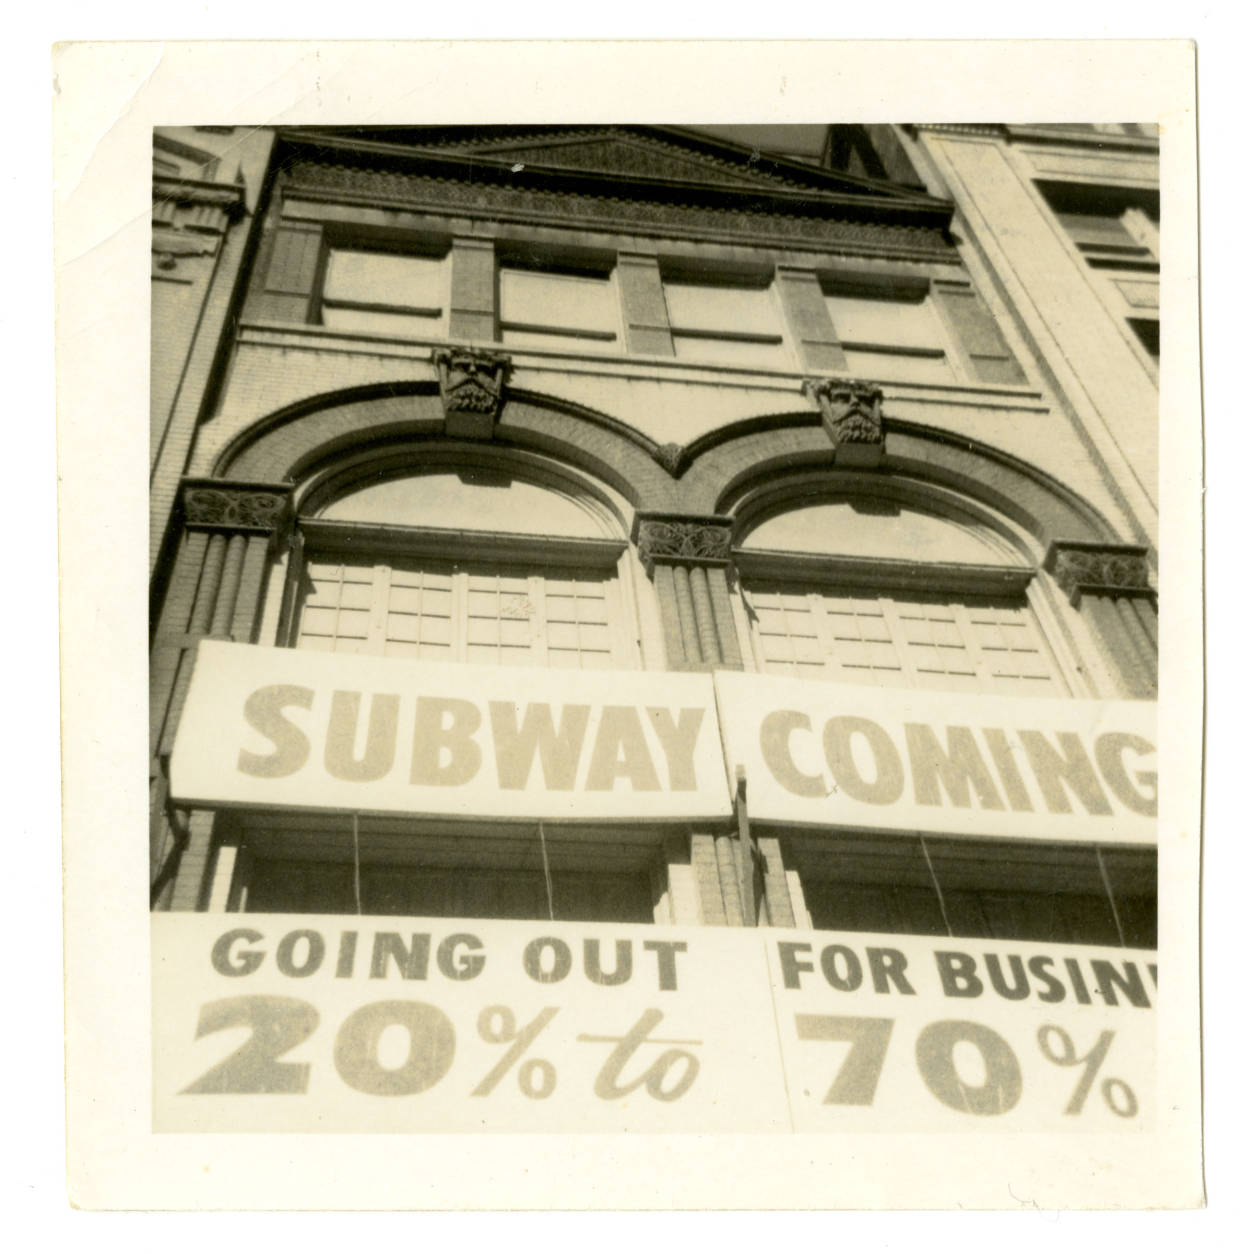 SUBWAY COMING
GOING OUT FOR BUSIN
20% to 70%